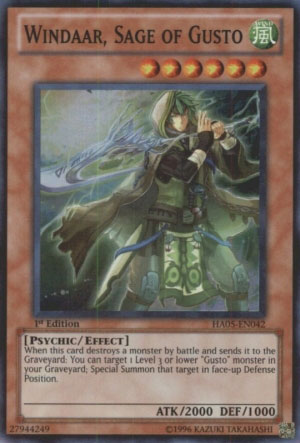 WINDAAR, SAGE OF GUSTO
WIND
風
1st Edition
HA05-EN042
[PSYCHIC/EFFECT]
When this card destroys a monster by battle and sends it to the
Graveyard: You can target 1 Level 3 or lower "Gusto" monster in
your Graveyard; Special Summon that target in face-up Defense
Position.
ATK/2000 DEF/1000
27944249
©1996 KAZUKI TAKAHASHI